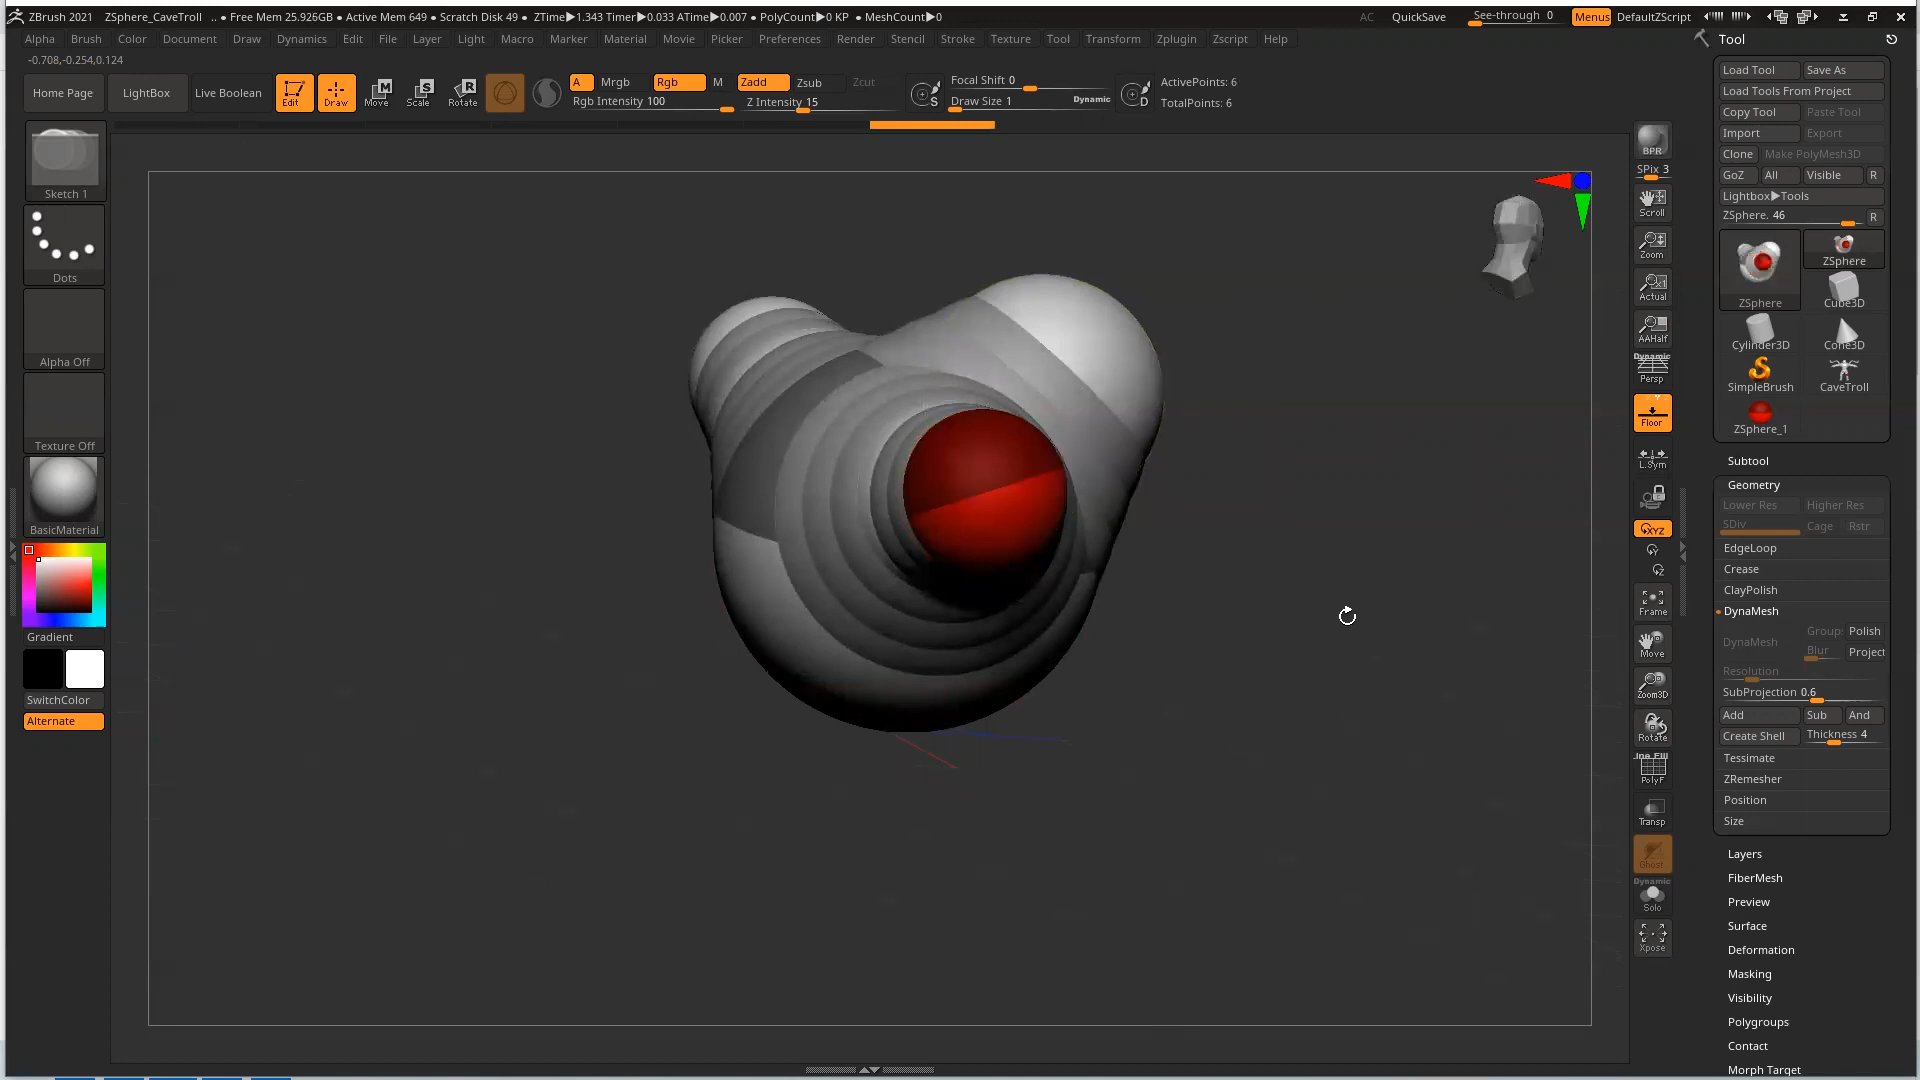 ZBrush 2021 ZSphere_CaveTroll .. • Free Mem 25.926GB • Active Mem 649 • Scratch Disk 49 • ZTime▶1.343 Timer▶0.033 ATime▶0.007 • PolyCount▶0 KP • MeshCount▶0 AC QuickSave See-through 0 Menus DefaultZScript
Alpha Brush Color Document Draw Dynamics Edit File Layer Light Macro Marker Material Movie Picker Preferences Render Stencil Stroke Texture Tool Transform Zplugin Zscript Help
-0.708,-0.254,0.124
Home Page LightBox Live Boolean Edit Draw Move Scale Rotate
M S R
A Mrgb Rgb M Zadd Zsub Zcut
Rgb Intensity 100 Z Intensity 15
S Focal Shift 0
Draw Size 1 Dynamic D
ActivePoints: 6
TotalPoints: 6
Sketch 1
Dots
Alpha Off
Texture Off
BasicMaterial
Gradient
SwitchColor
Alternate
BPR
SPix 3
Scroll
Zoom
Actual
AAHalf
Dynamic
Persp
Floor
L.Sym
XYZ
Y
Z
Frame
Move
Zoom3D
Rotate
Line Fill
PolyF
Transp
Ghost
Dynamic
Solo
Xpose
Tool
Load Tool Save As
Load Tools From Project
Copy Tool Paste Tool
Import Export
Clone Make PolyMesh3D
GoZ All Visible R
Lightbox▶Tools
ZSphere. 46 R
ZSphere
ZSphere Cube3D
Cylinder3D Cone3D
SimpleBrush CaveTroll
ZSphere_1
Subtool
Geometry
Lower Res Higher Res
SDiv Cage Rstr
EdgeLoop
Crease
ClayPolish
DynaMesh
DynaMesh Group Polish
Blur Project
Resolution
SubProjection 0.6
Add Sub And
Create Shell Thickness 4
Tessimate
ZRemesher
Position
Size
Layers
FiberMesh
Preview
Surface
Deformation
Masking
Visibility
Polygroups
Contact
Morph Target